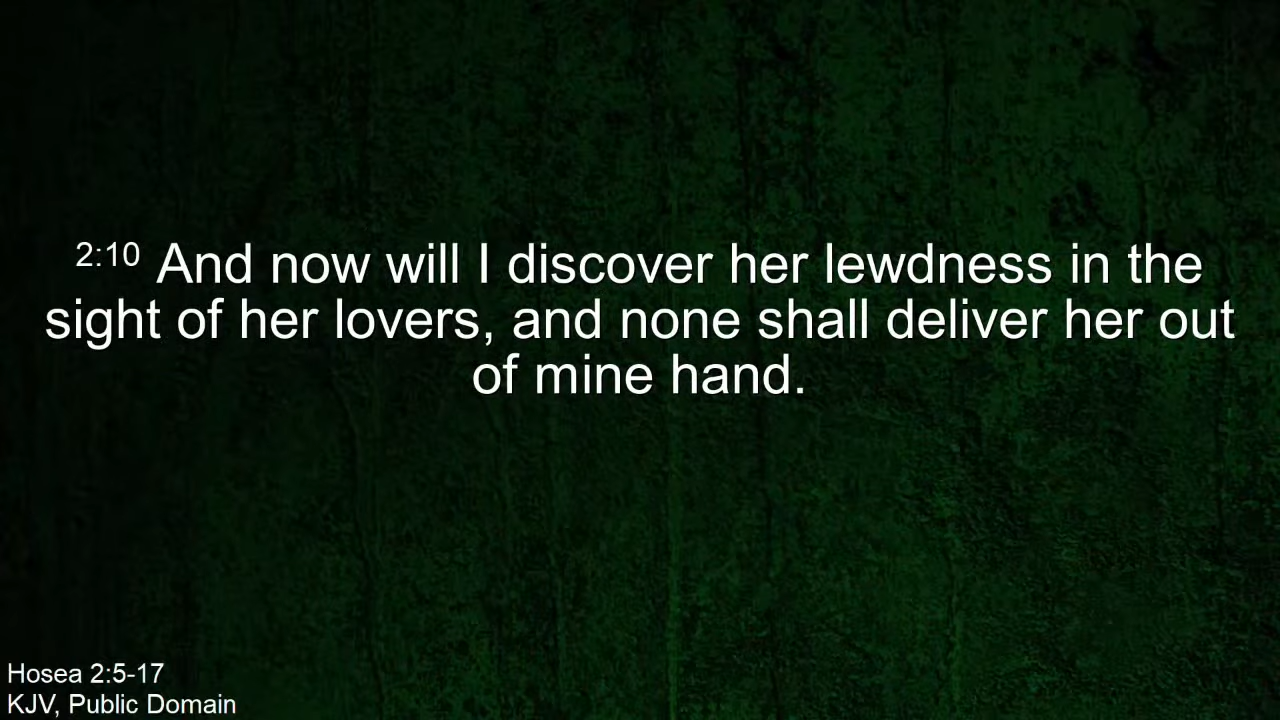 2:10 And now will I discover her lewdness in the
sight of her lovers, and none shall deliver her out
of mine hand.
Hosea 2:5-17
KJV, Public Domain